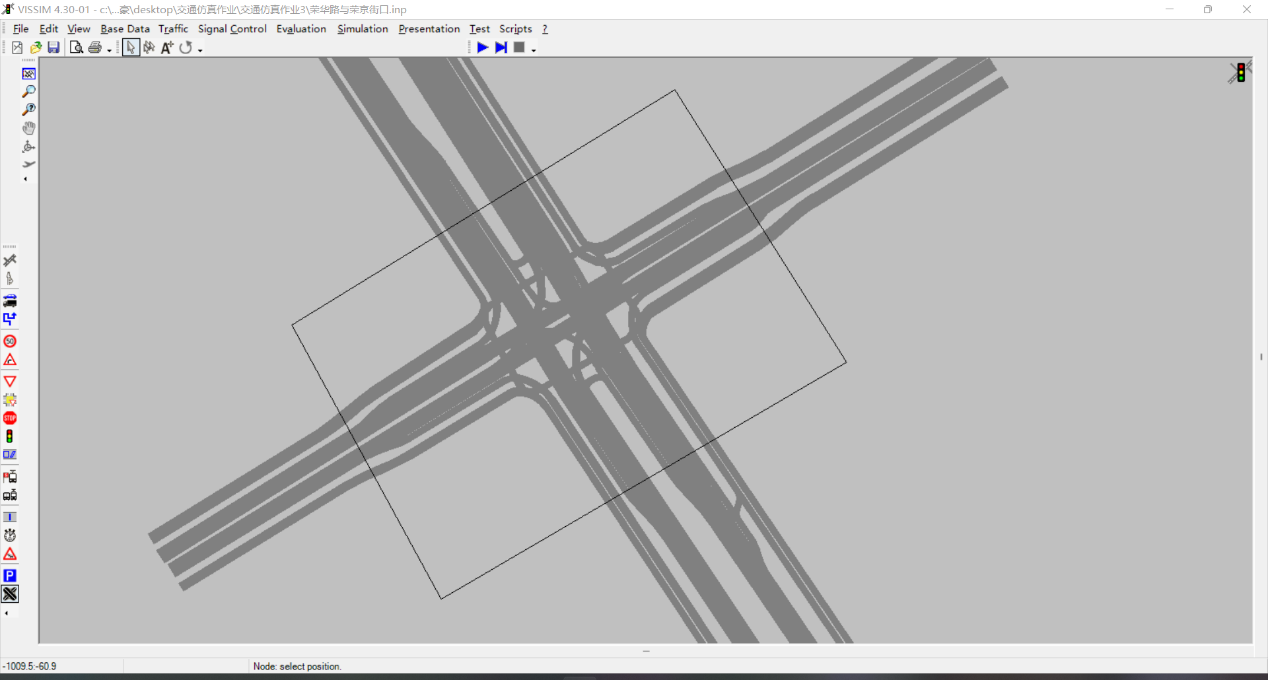 VISSIM 4.30-01 - c:\...豪\desktop\交通仿真作业\交通仿真作业3\荣华路与荣京街口.inp
File Edit View Base Data Traffic Signal Control Evaluation Simulation Presentation Test Scripts ?
A
50
STOP
P
-1009.5:-60.9 Node: select position.